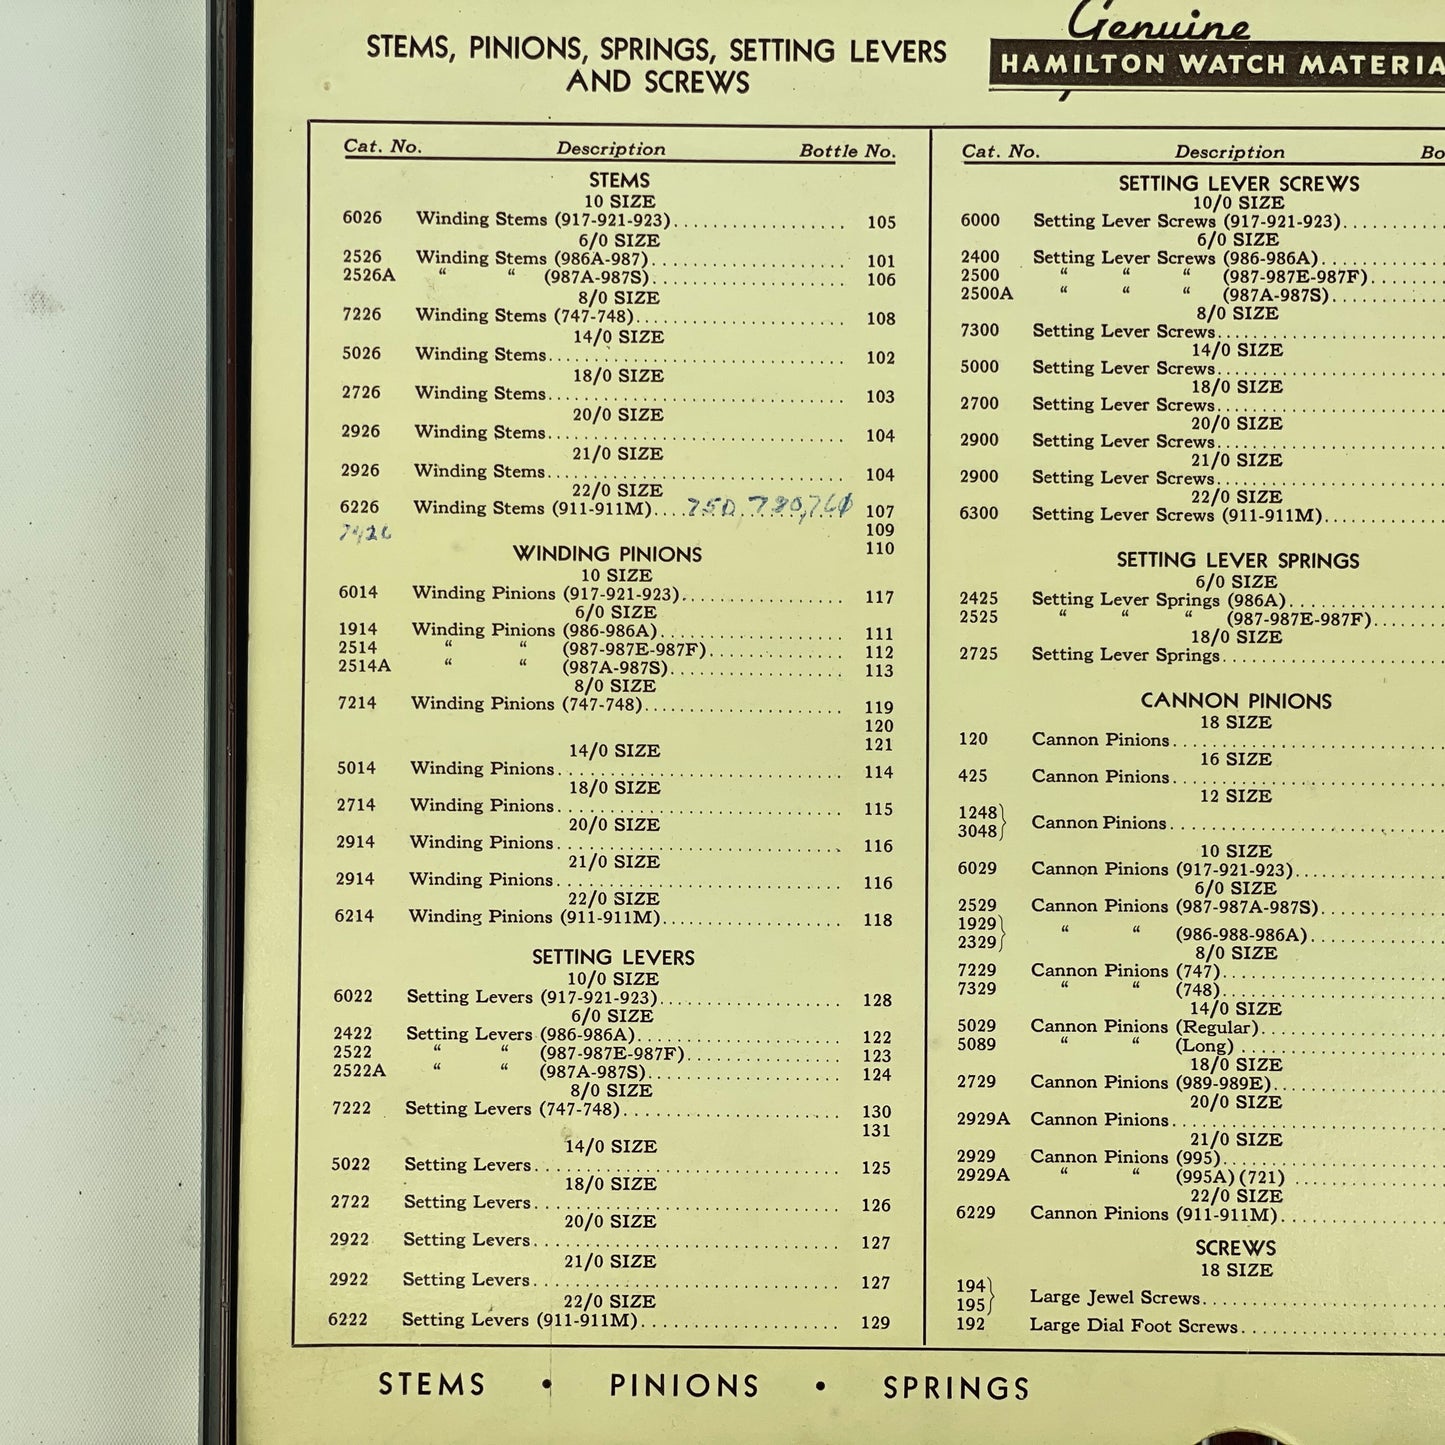 STEMS, PINIONS, SPRINGS, SETTING LEVERS
AND SCREWS
Genuine
HAMILTON WATCH MATERIA
Cat. No. Description Bottle No.
STEMS
10 SIZE
6026 Winding Stems (917-921-923) 105
6/0 SIZE
2526 Winding Stems (986A-987) 101
2526A “ “ (987A-987S) 106
8/0 SIZE
7226 Winding Stems (747-748) 108
14/0 SIZE
5026 Winding Stems 102
18/0 SIZE
2726 Winding Stems 103
20/0 SIZE
2926 Winding Stems 104
21/0 SIZE
2926 Winding Stems 104
22/0 SIZE
6226 Winding Stems (911-911M) 750, 107
109
110
WINDING PINIONS
10 SIZE
6014 Winding Pinions (917-921-923) 117
6/0 SIZE
1914 Winding Pinions (986-986A) 111
2514 “ “ (987-987E-987F) 112
2514A “ “ (987A-987S) 113
8/0 SIZE
7214 Winding Pinions (747-748) 119
120
121
14/0 SIZE
5014 Winding Pinions 114
18/0 SIZE
2714 Winding Pinions 115
20/0 SIZE
2914 Winding Pinions 116
21/0 SIZE
2914 Winding Pinions 116
22/0 SIZE
6214 Winding Pinions (911-911M) 118
SETTING LEVERS
10/0 SIZE
6022 Setting Levers (917-921-923) 128
6/0 SIZE
2422 Setting Levers (986-986A) 122
2522 “ “ (987-987E-987F) 123
2522A “ “ (987A-987S) 124
8/0 SIZE
7222 Setting Levers (747-748) 130
131
14/0 SIZE
5022 Setting Levers 125
18/0 SIZE
2722 Setting Levers 126
20/0 SIZE
2922 Setting Levers 127
21/0 SIZE
2922 Setting Levers 127
22/0 SIZE
6222 Setting Levers (911-911M) 129
Cat. No. Description Bo
SETTING LEVER SCREWS
10/0 SIZE
6000 Setting Lever Screws (917-921-923)
6/0 SIZE
2400 Setting Lever Screws (986-986A)
2500 “ “ “ (987-987E-987F)
2500A “ “ “ (987A-987S)
8/0 SIZE
7300 Setting Lever Screws
14/0 SIZE
5000 Setting Lever Screws
18/0 SIZE
2700 Setting Lever Screws
20/0 SIZE
2900 Setting Lever Screws
21/0 SIZE
2900 Setting Lever Screws
22/0 SIZE
6300 Setting Lever Screws (911-911M)
SETTING LEVER SPRINGS
6/0 SIZE
2425 Setting Lever Springs (986A)
2525 “ “ “ (987-987E-987F)
18/0 SIZE
2725 Setting Lever Springs
CANNON PINIONS
18 SIZE
120 Cannon Pinions
16 SIZE
425 Cannon Pinions
12 SIZE
1248}
3048} Cannon Pinions
10 SIZE
6029 Cannon Pinions (917-921-923)
6/0 SIZE
2529 Cannon Pinions (987-987A-987S)
1929}
2329} “ “ (986-988-986A)
8/0 SIZE
7229 Cannon Pinions (747)
7329 “ “ (748)
14/0 SIZE
5029 Cannon Pinions (Regular)
5089 “ “ (Long)
18/0 SIZE
2729 Cannon Pinions (989-989E)
20/0 SIZE
2929A Cannon Pinions
21/0 SIZE
2929 Cannon Pinions (995)
2929A “ “ (995A) (721)
22/0 SIZE
6229 Cannon Pinions (911-911M)
SCREWS
18 SIZE
194}
195} Large Jewel Screws
192 Large Dial Foot Screws
STEMS • PINIONS • SPRINGS